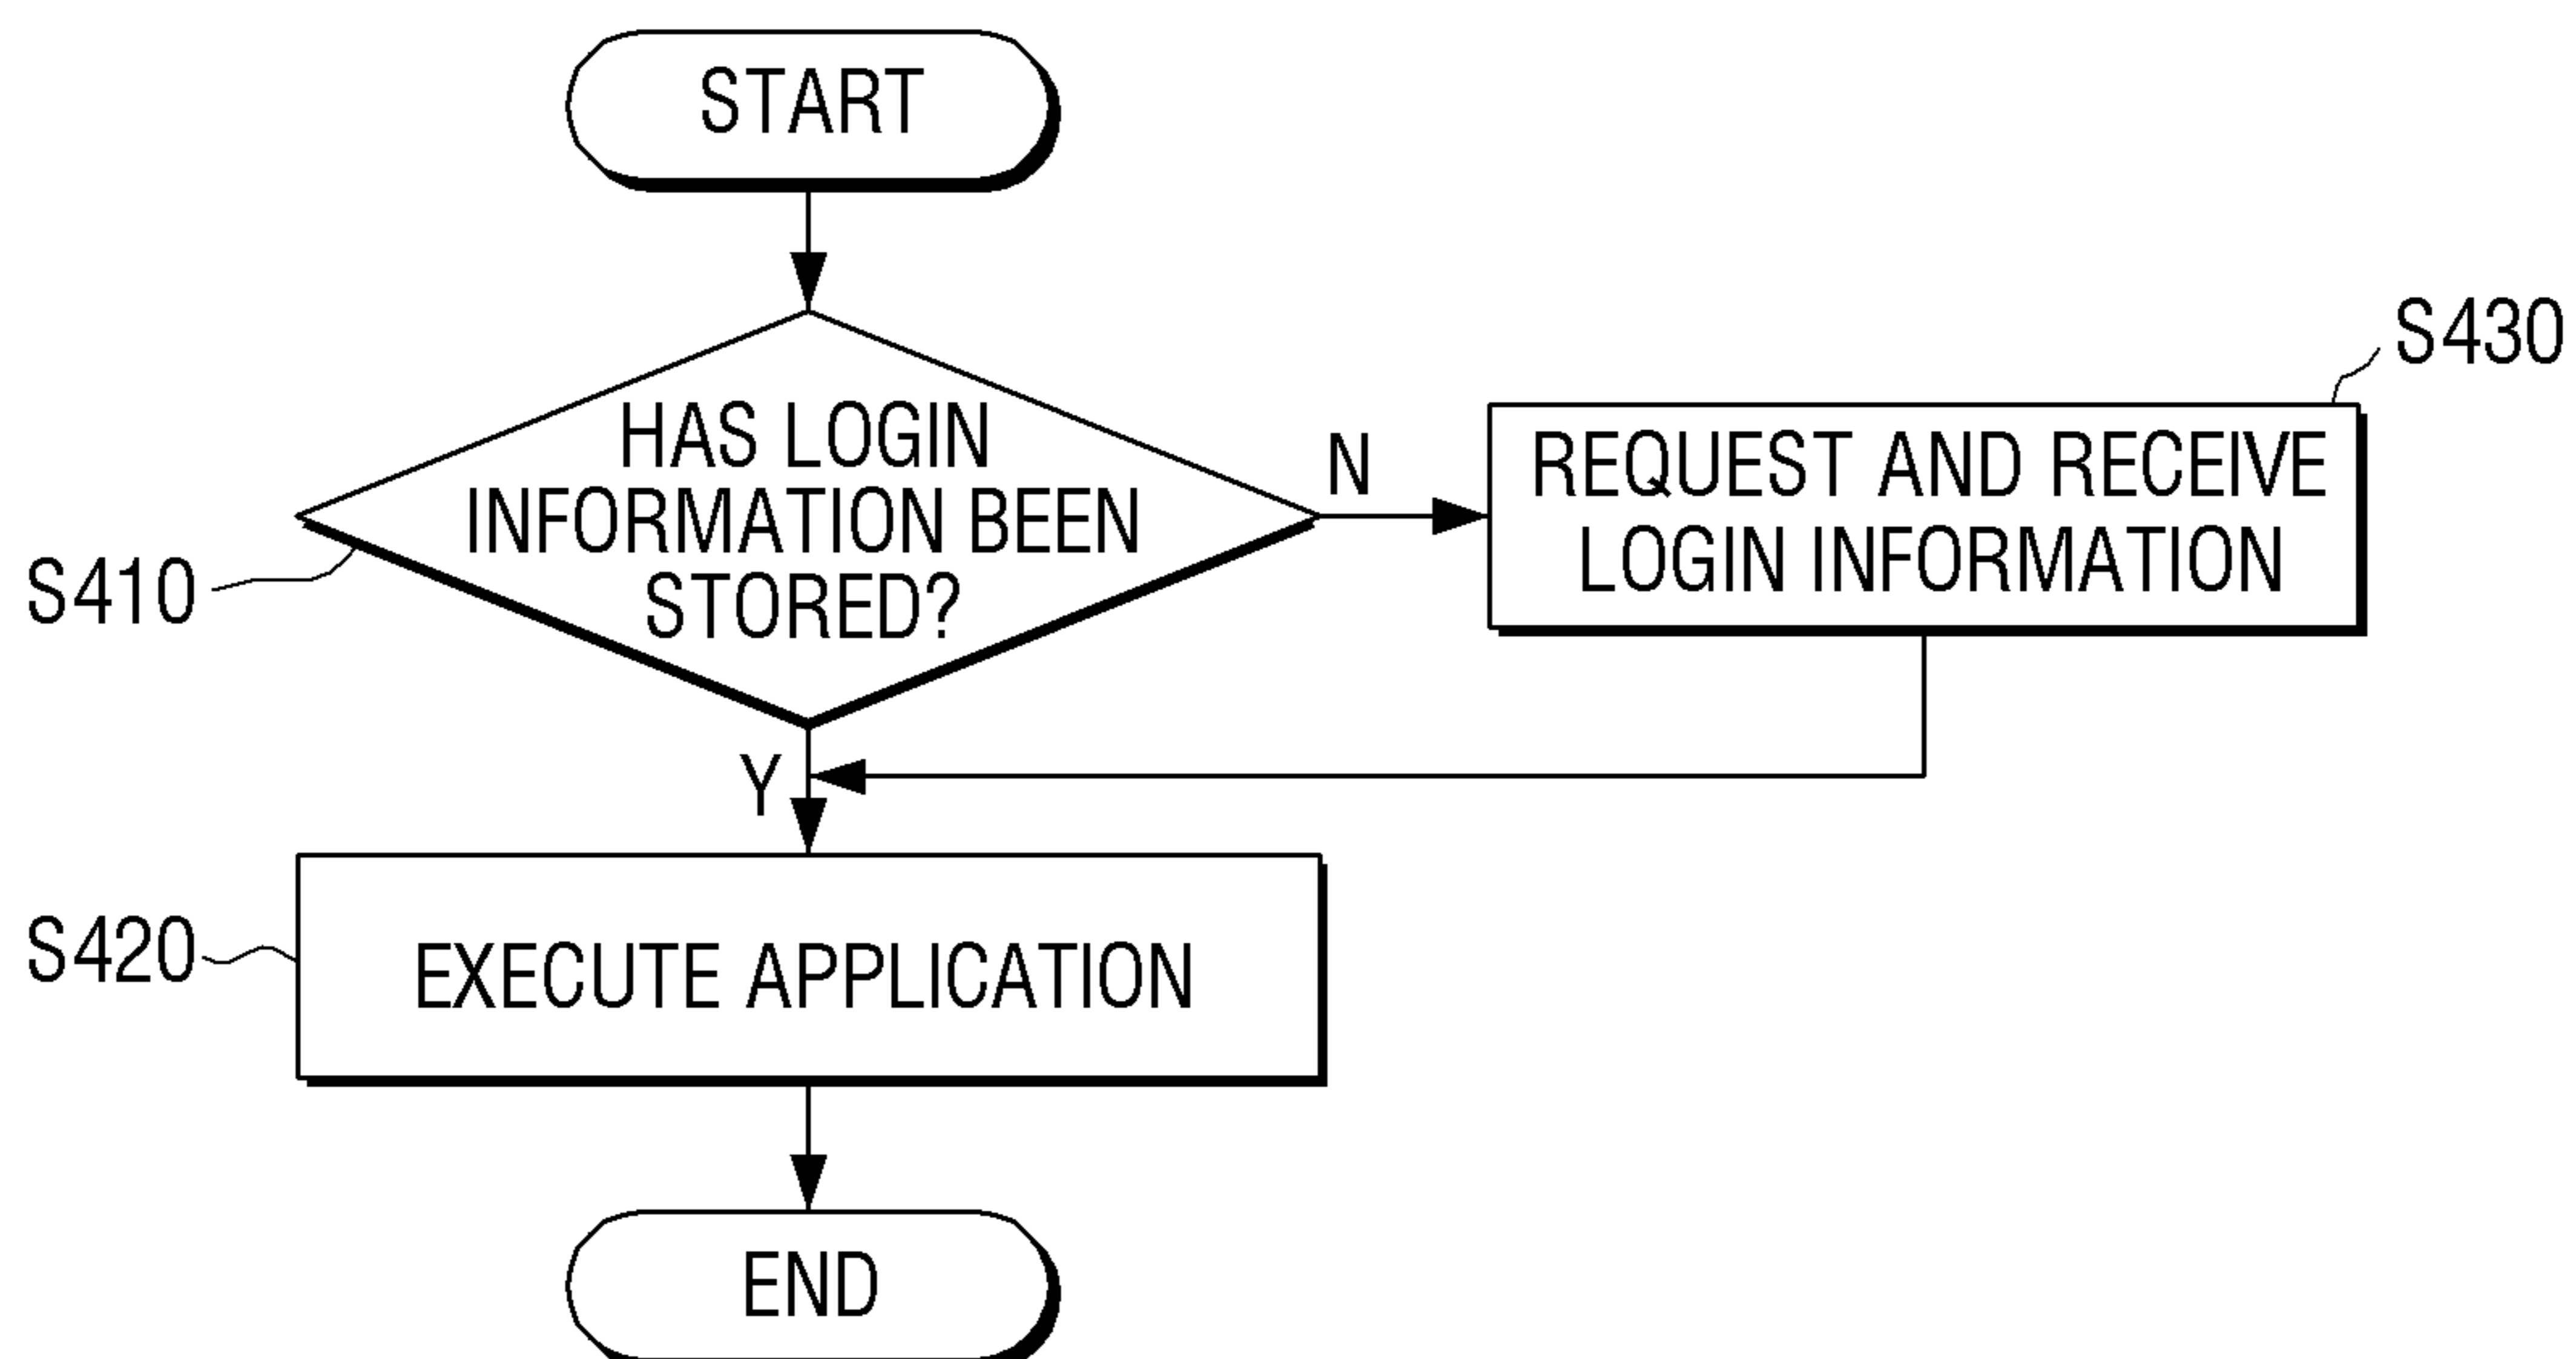 START
HAS LOGIN
INFORMATION BEEN
STORED?
S410
N
REQUEST AND RECEIVE
LOGIN INFORMATION
S430
Y
EXECUTE APPLICATION
S420
END